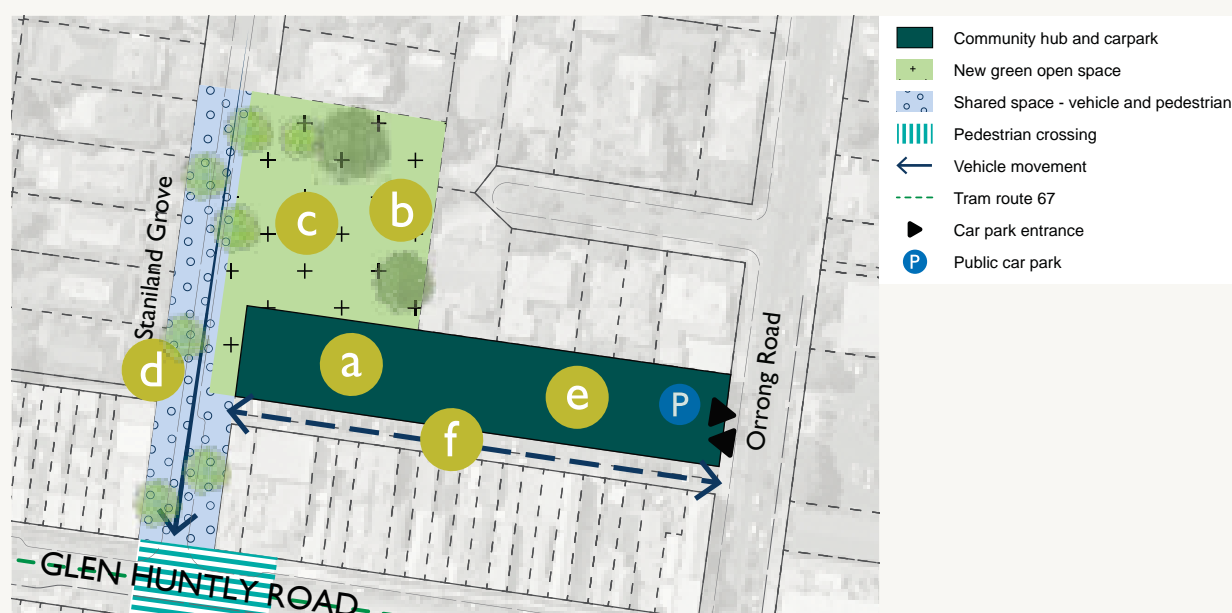 Community hub and carpark
New green open space
Shared space - vehicle and pedestrian
Pedestrian crossing
Vehicle movement
Tram route 67
Car park entrance
P Public car park
Staniland Grove
c
b
d
a
e
P
f
Orrong Road
GLEN HUNTLY ROAD